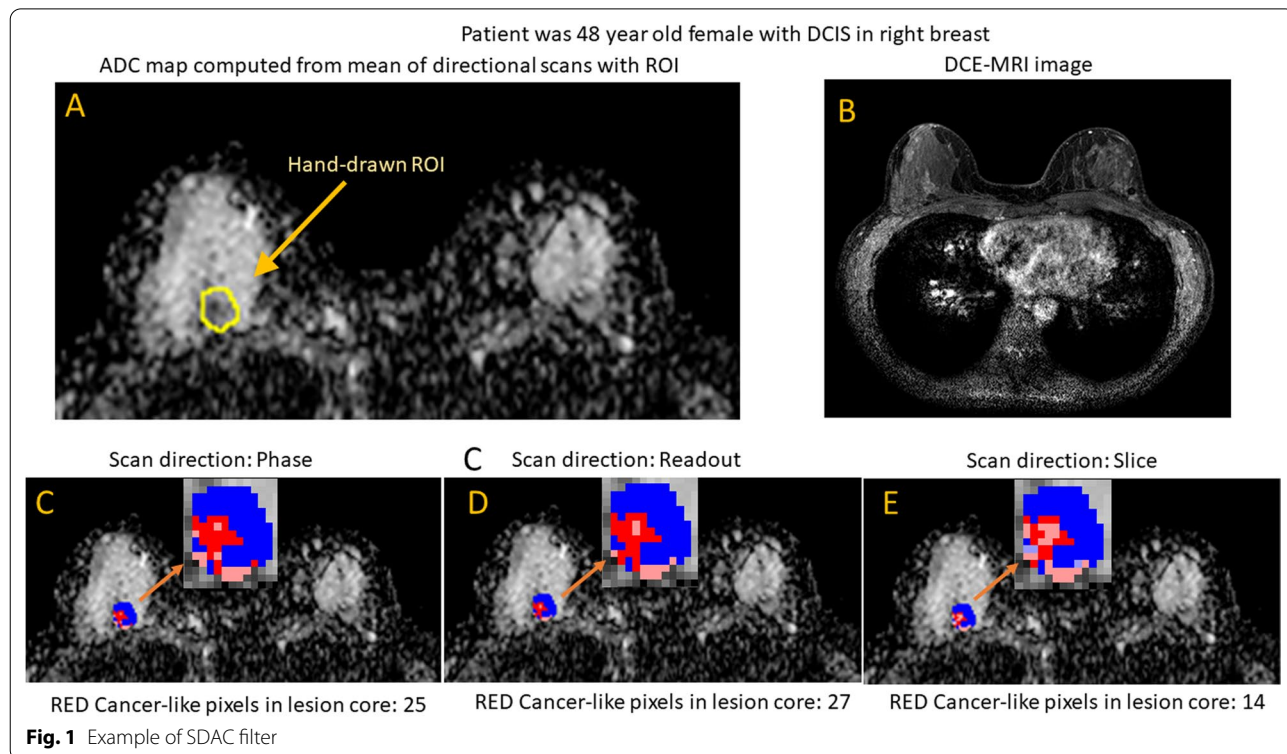 Patient was 48 year old female with DCIS in right breast
ADC map computed from mean of directional scans with ROI
DCE-MRI image
A
Hand-drawn ROI
B
Scan direction: Phase
C
Scan direction: Readout
Scan direction: Slice
C
D
E
RED Cancer-like pixels in lesion core: 25
RED Cancer-like pixels in lesion core: 27
RED Cancer-like pixels in lesion core: 14
Fig. 1 Example of SDAC filter